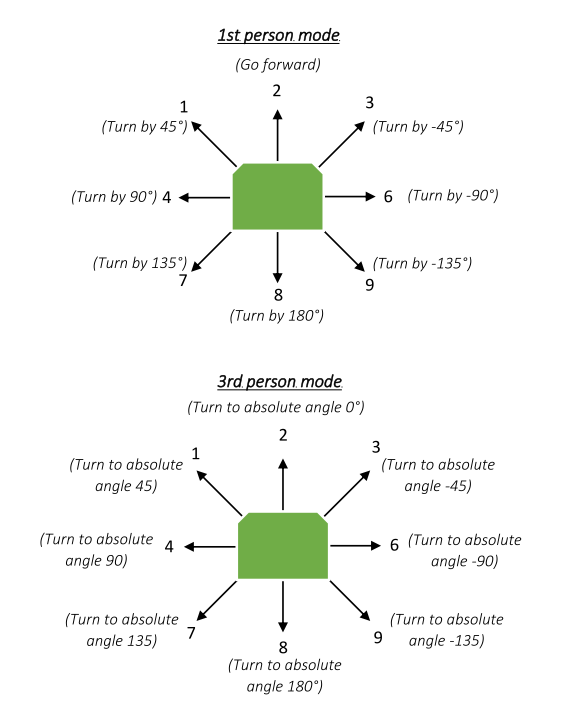 1st person mode
(Go forward)
2
1
3
(Turn by 45°)
(Turn by -45°)
(Turn by 90°) 4
6 (Turn by -90°)
(Turn by 135°)
(Turn by -135°)
7
9
8
(Turn by 180°)
3rd person mode
(Turn to absolute angle 0°)
2
1
3
(Turn to absolute
angle 45)
(Turn to absolute
angle -45)
(Turn to absolute
angle 90)
4
6
(Turn to absolute
angle -90)
(Turn to absolute
angle 135)
7
9
(Turn to absolute
angle -135)
8
(Turn to absolute
angle 180°)